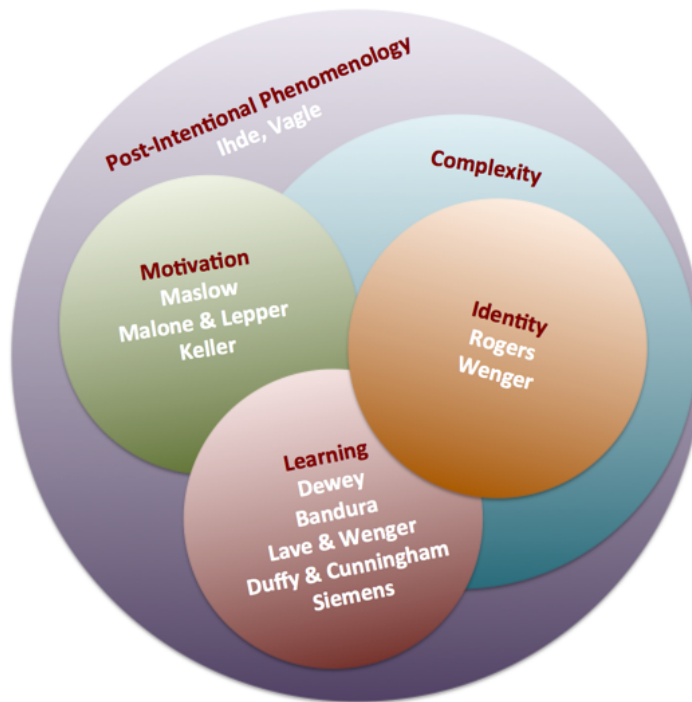 Post-Intentional Phenomenology
Ihde, Vagle
Complexity
Motivation
Maslow
Malone & Lepper
Keller
Identity
Rogers
Wenger
Learning
Dewey
Bandura
Lave & Wenger
Duffy & Cunningham
Siemens